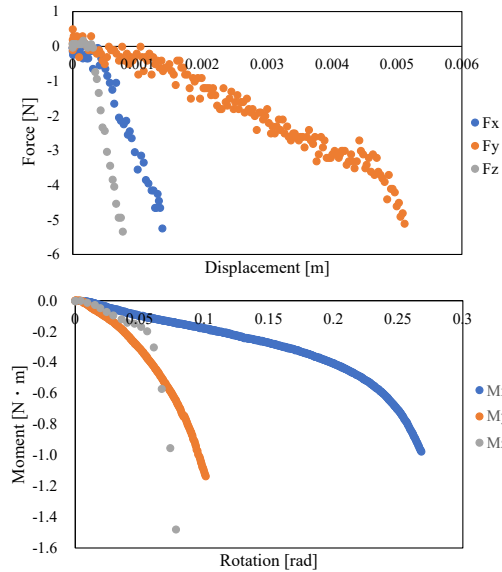 1
0
0 0.001 0.002 0.003 0.004 0.005 0.006
-1
-2
-3
-4
-5
-6
Force [N]
Displacement [m]
Fx
Fy
Fz
0.0
0 0.05 0.1 0.15 0.2 0.25 0.3
-0.2
-0.4
-0.6
-0.8
-1.0
-1.2
-1.4
-1.6
Moment [N・m]
Rotation [rad]